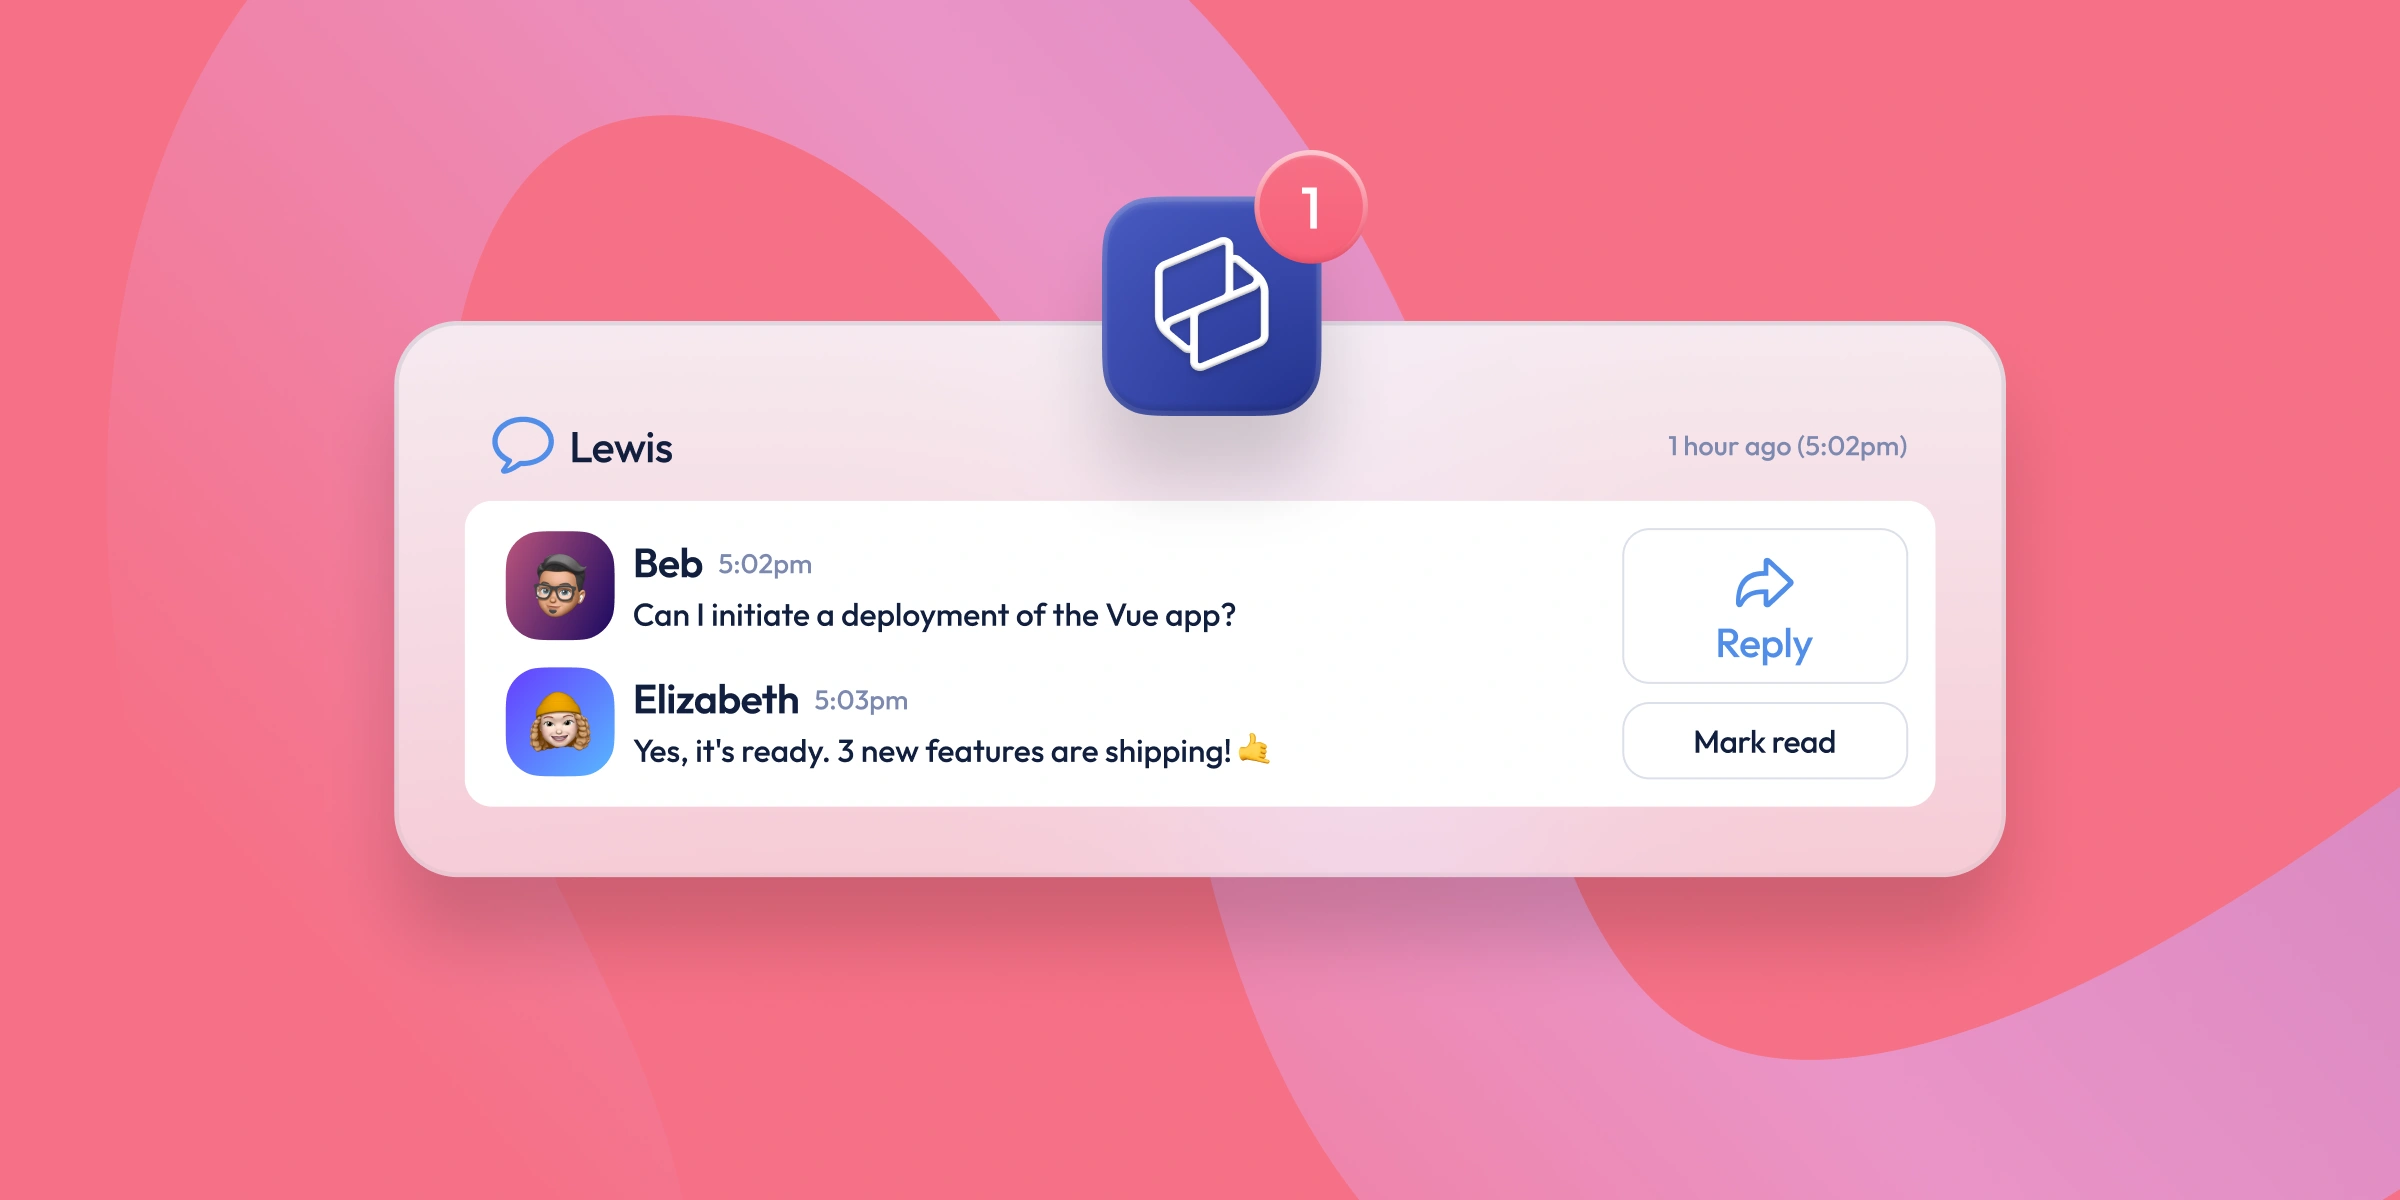 1
Lewis
1 hour ago (5:02pm)
Beb 5:02pm
Can I initiate a deployment of the Vue app?
Reply
Elizabeth 5:03pm
Yes, it's ready. 3 new features are shipping! 🤙
Mark read